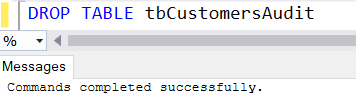 DROP TABLE tbCustomersAudit
%
Messages
Commands completed successfully.